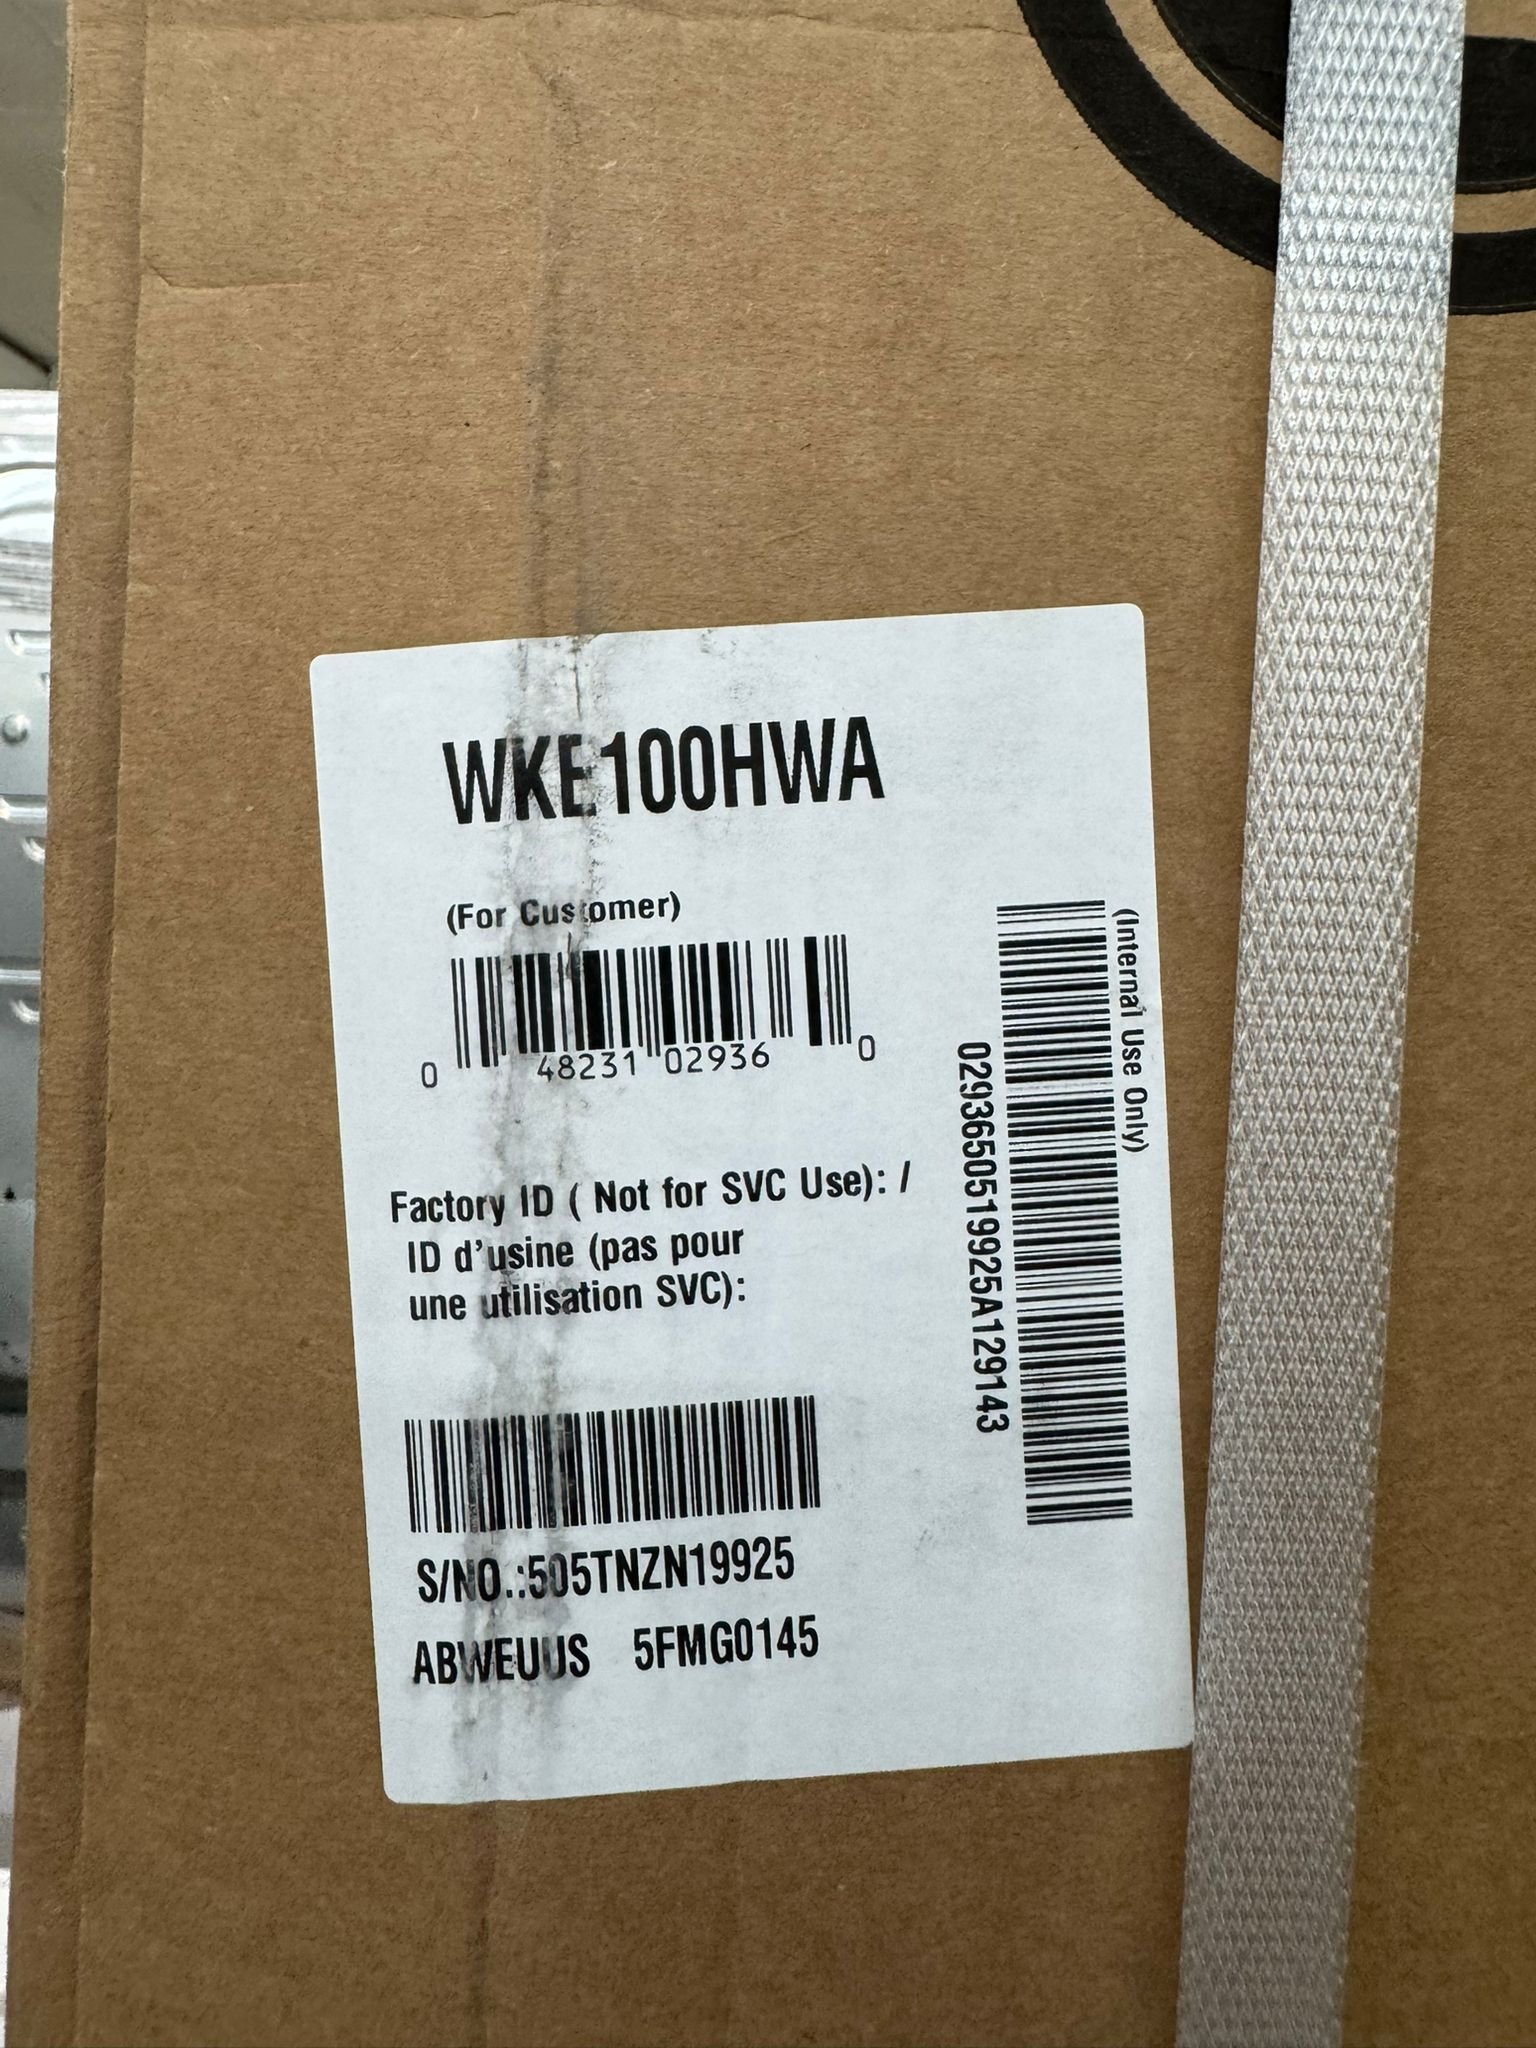 WKE100HWA
(For Customer)
0 48231 02936 0
(Internal Use Only)
0293650519925A129143
Factory ID ( Not for SVC Use): /
ID d'usine (pas pour
une utilisation SVC):
S/NO.:505TNZN19925
ABWEUUS 5FMG0145